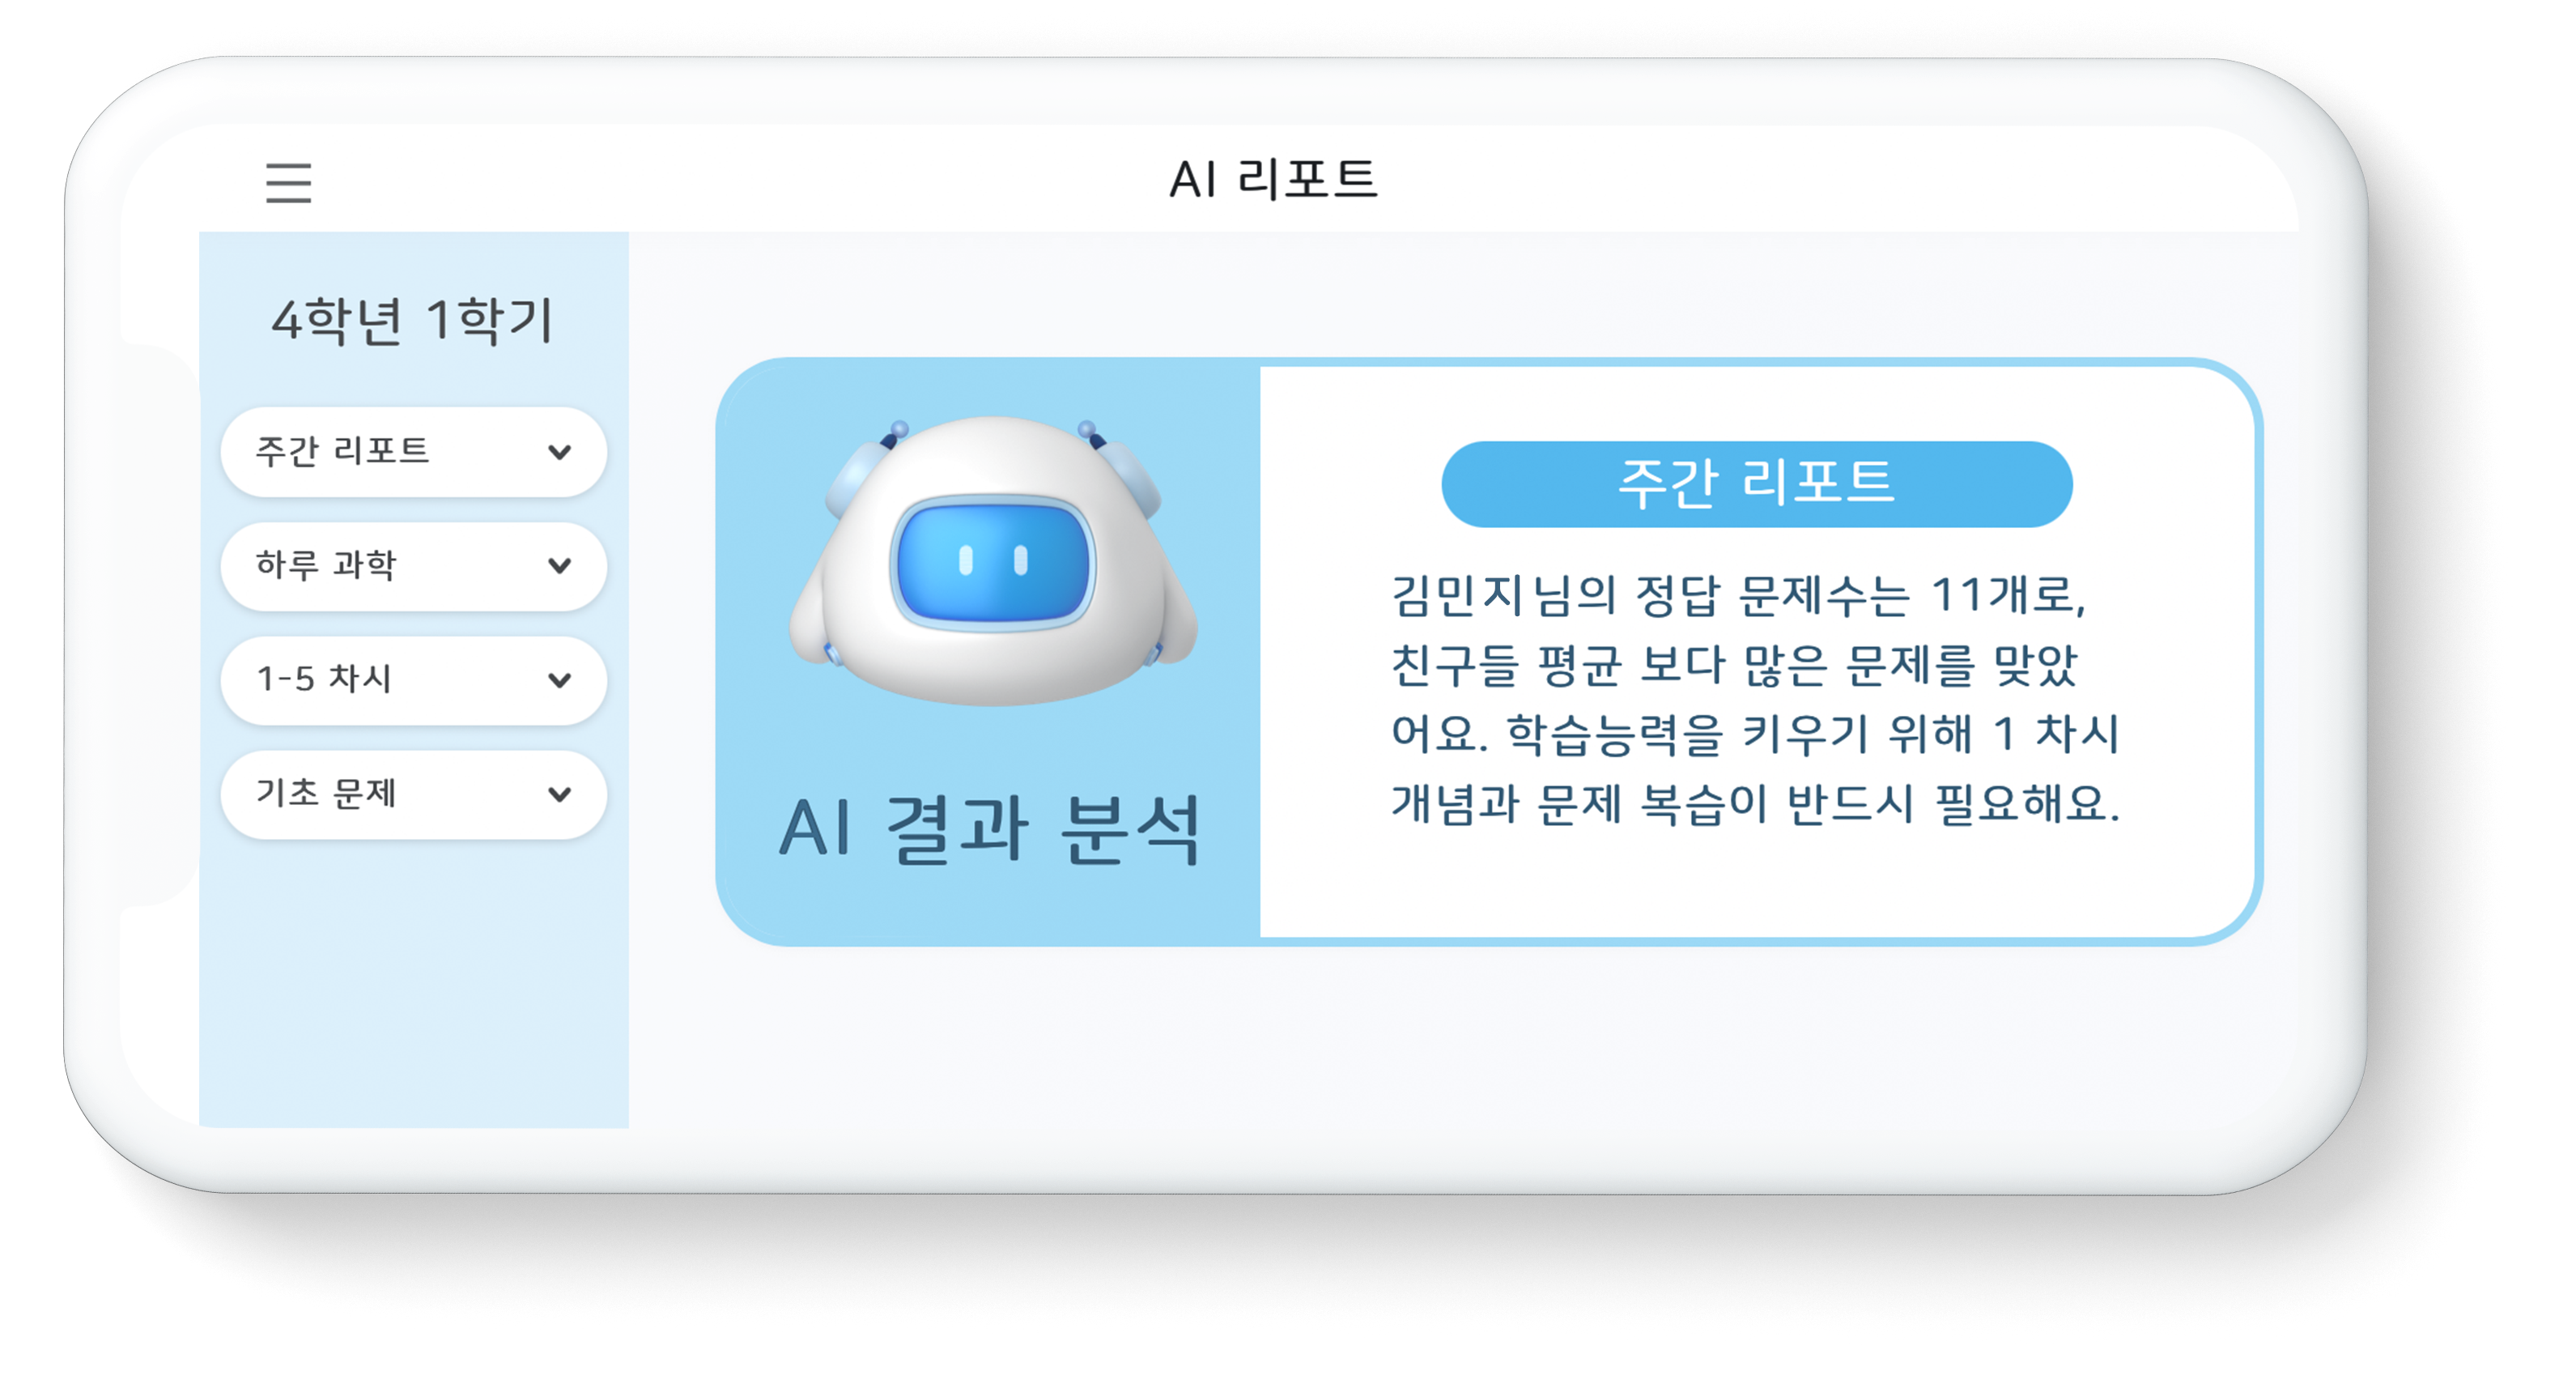 AI 리포트
4학년 1학기
주간 리포트
하루 과학
1-5 차시
기초 문제
AI 결과 분석
주간 리포트
김민지님의 정답 문제수는 11개로,
친구들 평균 보다 많은 문제를 맞았
어요. 학습능력을 키우기 위해 1 차시
개념과 문제 복습이 반드시 필요해요.